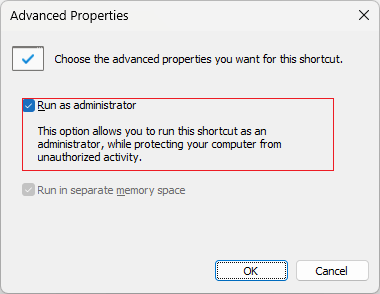 Advanced Properties
Choose the advanced properties you want for this shortcut.
Run as administrator
This option allows you to run this shortcut as an
administrator, while protecting your computer from
unauthorized activity.
Run in separate memory space
OK
Cancel